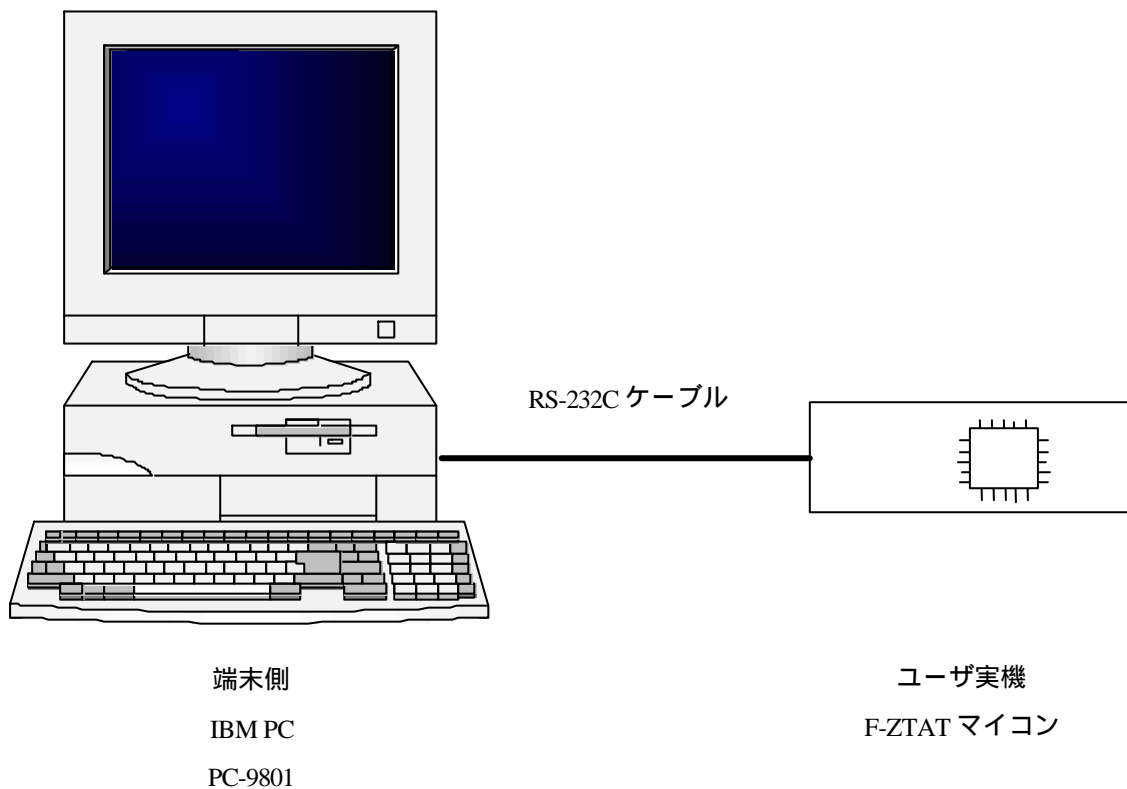 RS-232C ケーブル
端末側
IBM PC
PC-9801
ユーザ実機
F-ZTAT マイコン